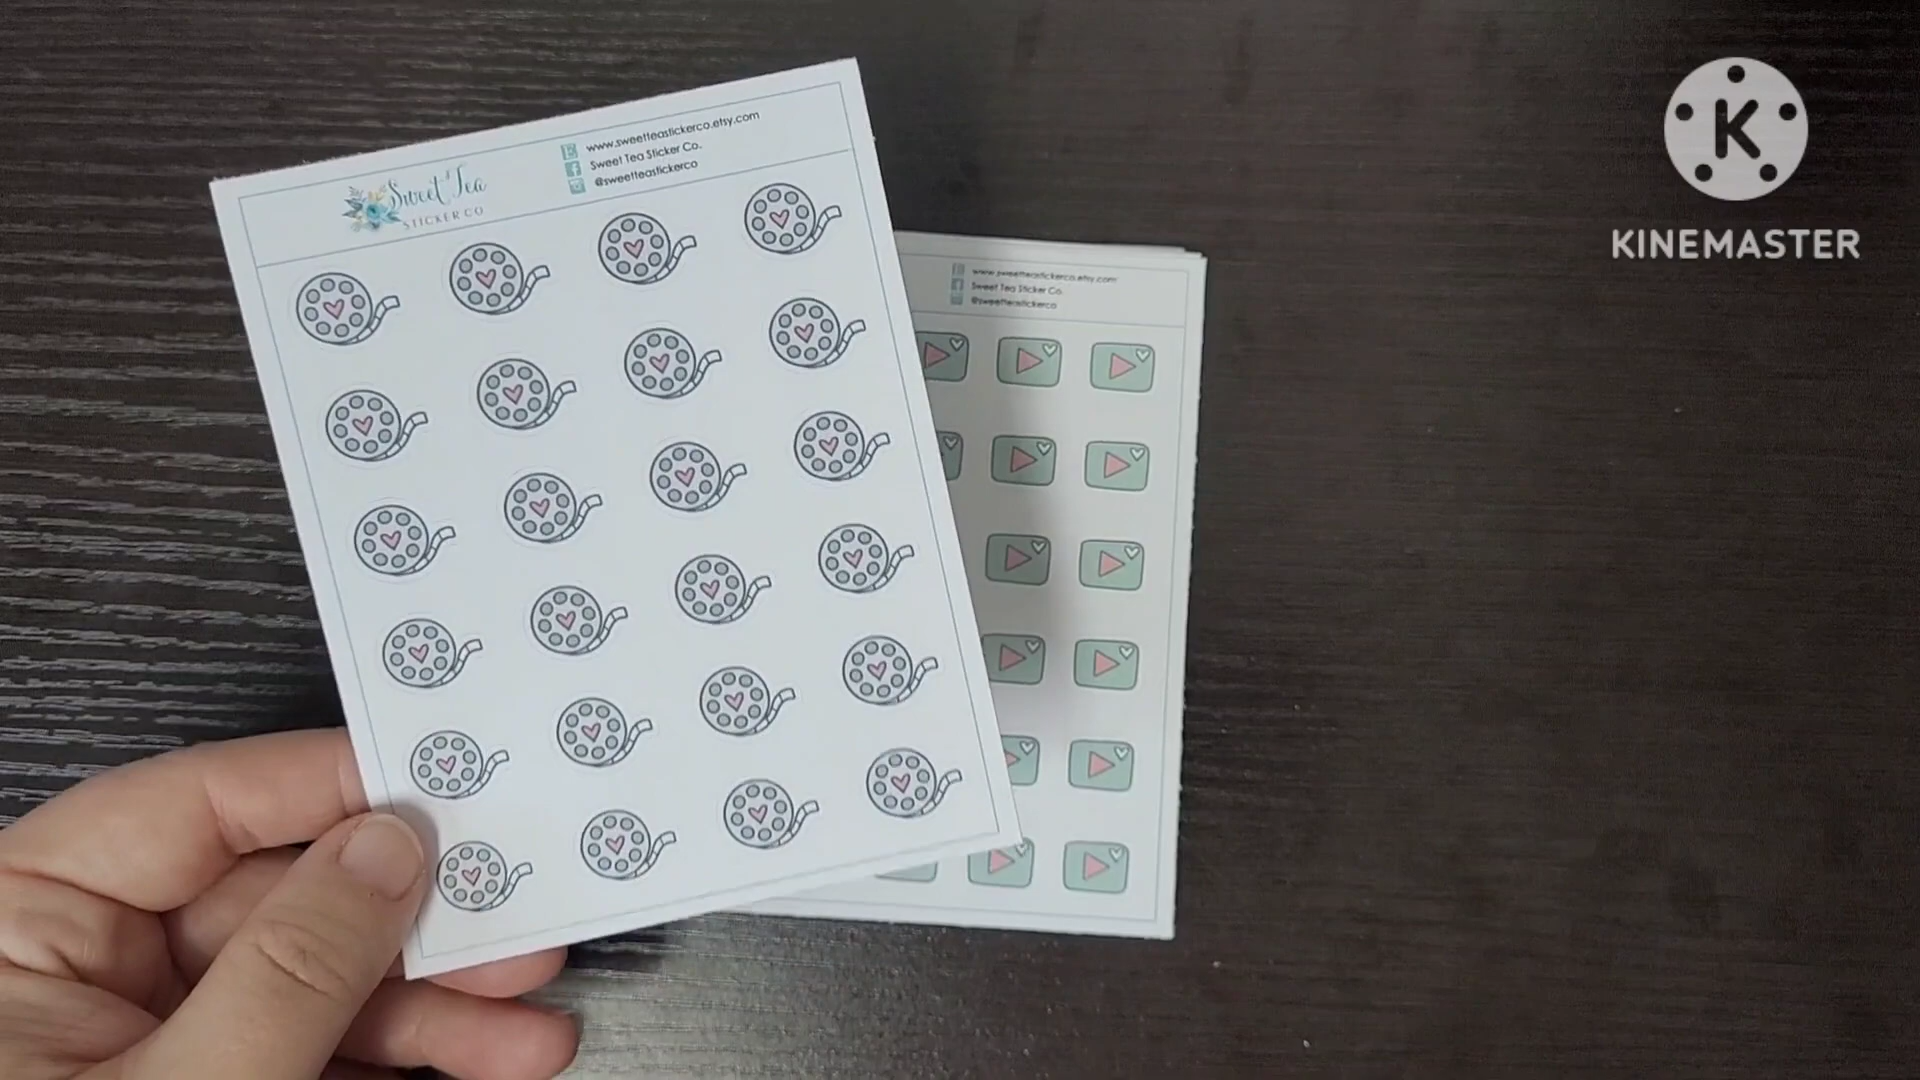 Sweet Tea
STICKER CO
www.sweetteastickerco.etsy.com
Sweet Tea Sticker Co.
@sweetteastickerco
www.sweetteastickerco.etsy.com
Sweet Tea Sticker Co.
@sweetteastickerco
K
KINEMASTER